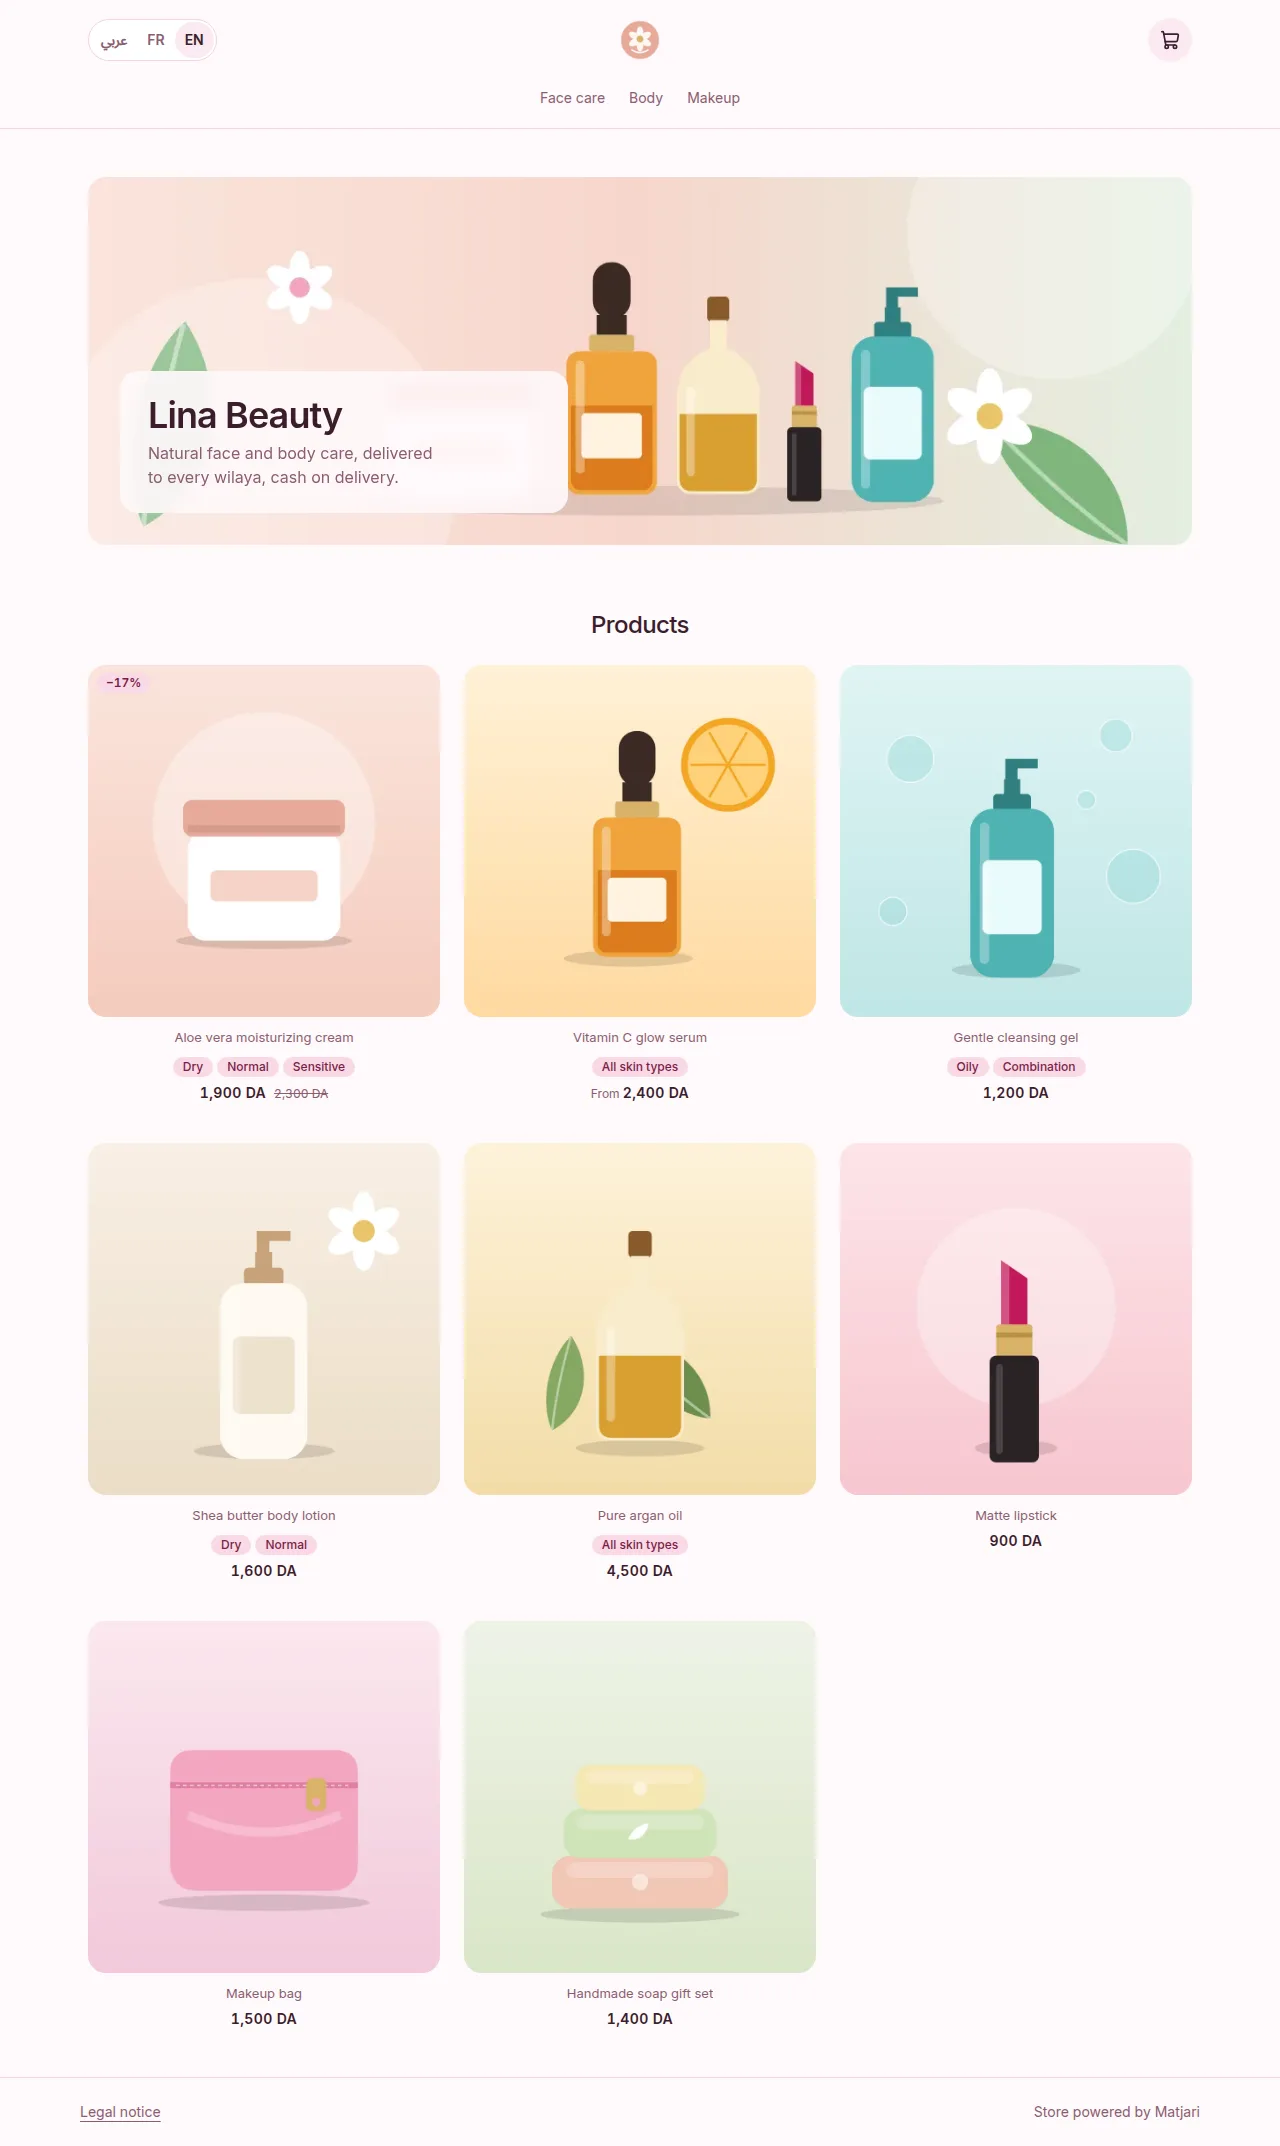 عربي FR EN
Face care Body Makeup
Lina Beauty
Natural face and body care, delivered
to every wilaya, cash on delivery.
Products
−17%
Aloe vera moisturizing cream
Dry Normal Sensitive
1,900 DA 2,300 DA
Vitamin C glow serum
All skin types
From 2,400 DA
Gentle cleansing gel
Oily Combination
1,200 DA
Shea butter body lotion
Dry Normal
1,600 DA
Pure argan oil
All skin types
4,500 DA
Matte lipstick
900 DA
Makeup bag
1,500 DA
Handmade soap gift set
1,400 DA
Legal notice
Store powered by Matjari